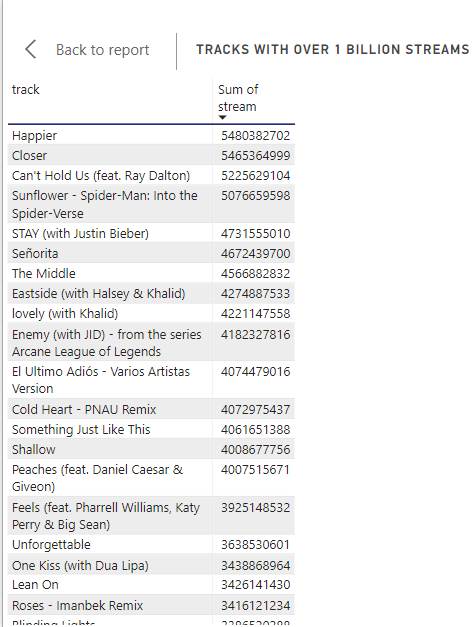 Back to report
TRACKS WITH OVER 1 BILLION STREAMS
track
Sum of
stream
Happier 5480382702
Closer 5465364999
Can't Hold Us (feat. Ray Dalton) 5225629104
Sunflower - Spider-Man: Into the 5076659598
Spider-Verse
STAY (with Justin Bieber) 4731555010
Señorita 4672439700
The Middle 4566882832
Eastside (with Halsey & Khalid) 4274887533
lovely (with Khalid) 4221147558
Enemy (with JID) - from the series 4182327816
Arcane League of Legends
El Ultimo Adiós - Varios Artistas 4074479016
Version
Cold Heart - PNAU Remix 4072975437
Something Just Like This 4061651388
Shallow 4008677756
Peaches (feat. Daniel Caesar & 4007515671
Giveon)
Feels (feat. Pharrell Williams, Katy 3925148532
Perry & Big Sean)
Unforgettable 3638530601
One Kiss (with Dua Lipa) 3438868964
Lean On 3426141430
Roses - Imanbek Remix 3416121234
Blinding Lights